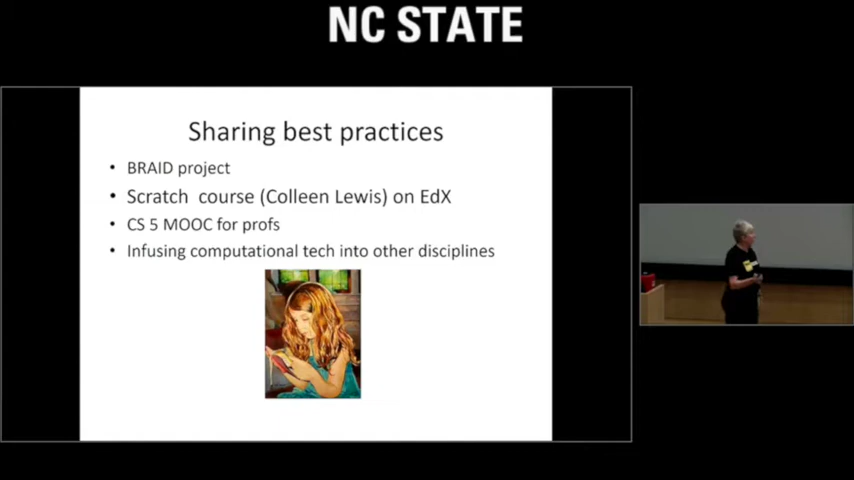 NC STATE
Sharing best practices
• BRAID project
• Scratch course (Colleen Lewis) on EdX
• CS 5 MOOC for profs
• Infusing computational tech into other disciplines